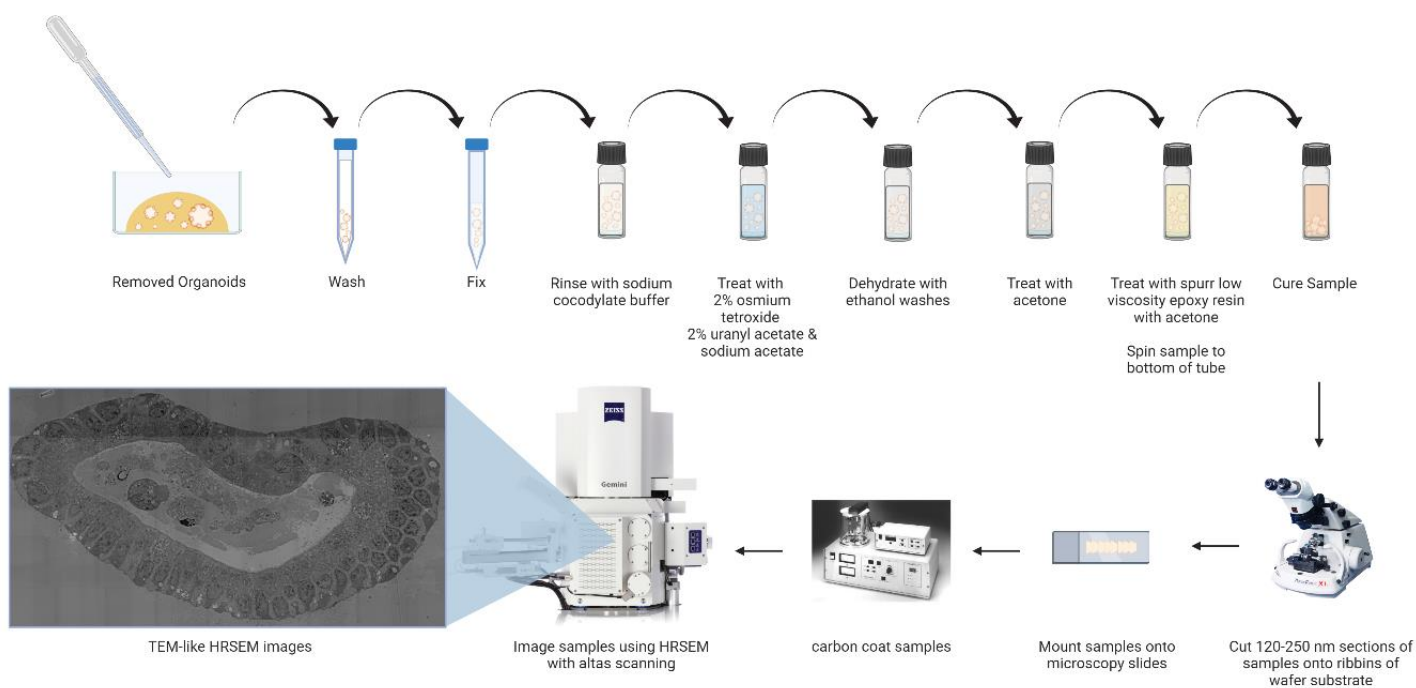 Removed Organoids
Wash
Fix
Rinse with sodium
cocodylate buffer
Treat with
2% osmium
tetroxide
2% uranyl acetate &
sodium acetate
Dehydrate with
ethanol washes
Treat with
acetone
Treat with spurr low
viscosity epoxy resin
with acetone
Spin sample to
bottom of tube
Cure Sample
ZEISS
Gemini
TEM-like HRSEM images
Image samples using HRSEM
with altas scanning
carbon coat samples
Mount samples onto
microscopy slides
Cut 120-250 nm sections of
samples onto ribbins of
wafer substrate